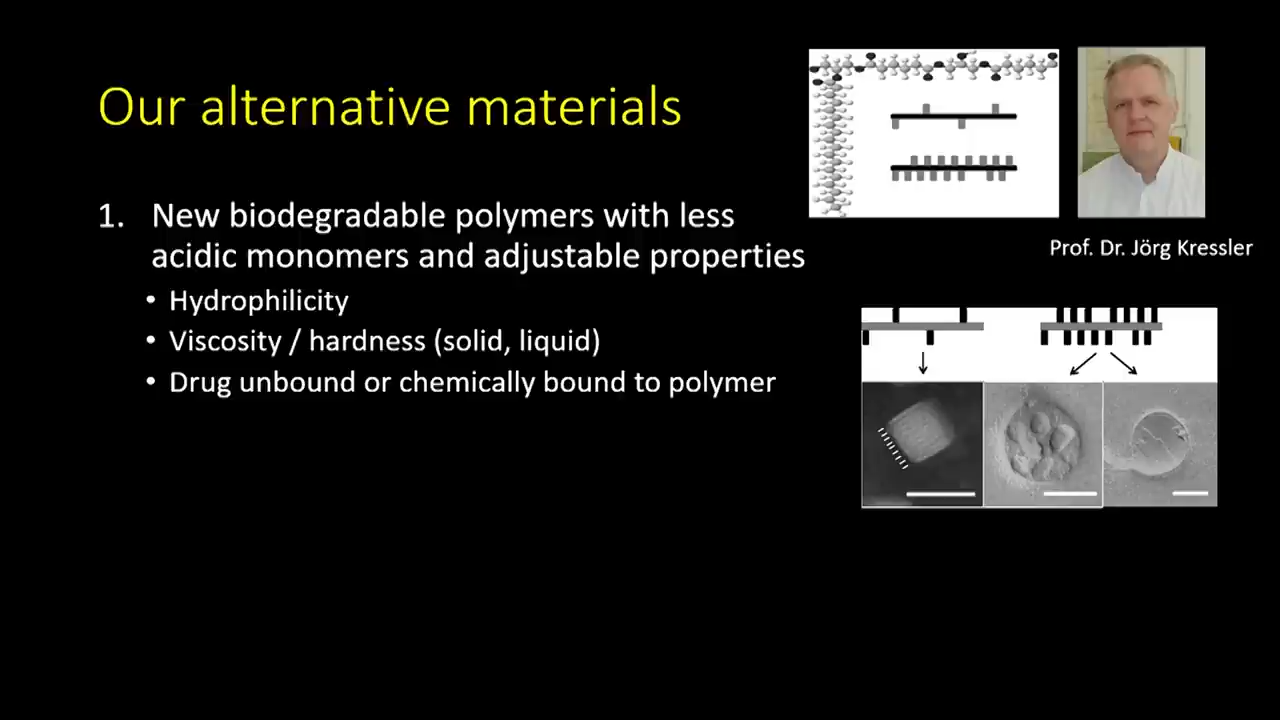 Our alternative materials
Prof. Dr. Jörg Kressler
1. New biodegradable polymers with less
acidic monomers and adjustable properties
• Hydrophilicity
• Viscosity / hardness (solid, liquid)
• Drug unbound or chemically bound to polymer